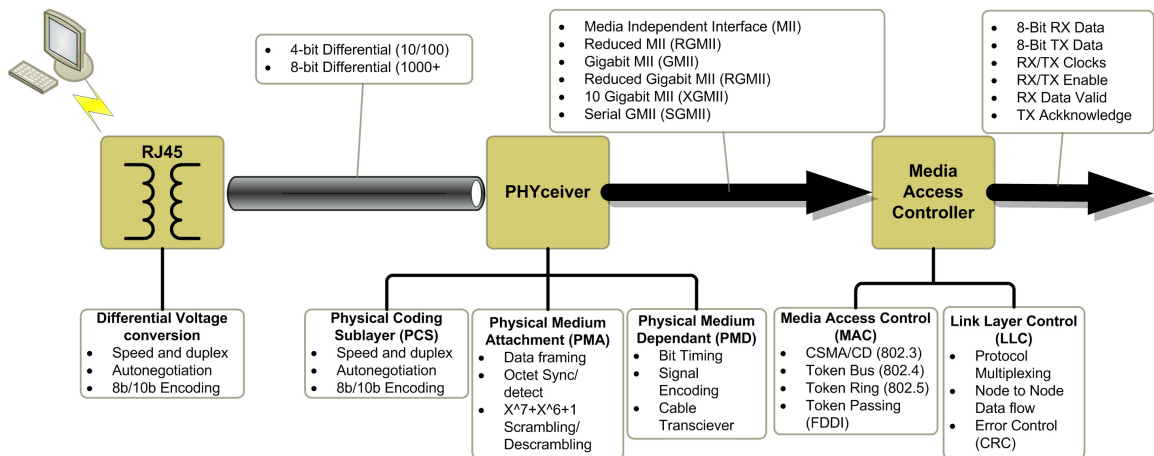 • 4-bit Differential (10/100)
• 8-bit Differential (1000+
• Media Independent Interface (MII)
• Reduced MII (RGMII)
• Gigabit MII (GMII)
• Reduced Gigabit MII (RGMII)
• 10 Gigabit MII (XGMII)
• Serial GMII (SGMII)
• 8-Bit RX Data
• 8-Bit TX Data
• RX/TX Clocks
• RX/TX Enable
• RX Data Valid
• TX Ackknowledge
RJ45
PHYceiver
Media
Access
Controller
Differential Voltage
conversion
• Speed and duplex
• Autonegotiation
• 8b/10b Encoding
Physical Coding
Sublayer (PCS)
• Speed and duplex
• Autonegotiation
• 8b/10b Encoding
Physical Medium
Attachment (PMA)
• Data framing
• Octet Sync/
detect
• X^7+X^6+1
Scrambling/
Descrambling
Physical Medium
Dependant (PMD)
• Bit Timing
• Signal
Encoding
• Cable
Transciever
Media Access Control
(MAC)
• CSMA/CD (802.3)
• Token Bus (802.4)
• Token Ring (802.5)
• Token Passing
(FDDI)
Link Layer Control
(LLC)
• Protocol
Multiplexing
• Node to Node
Data flow
• Error Control
(CRC)